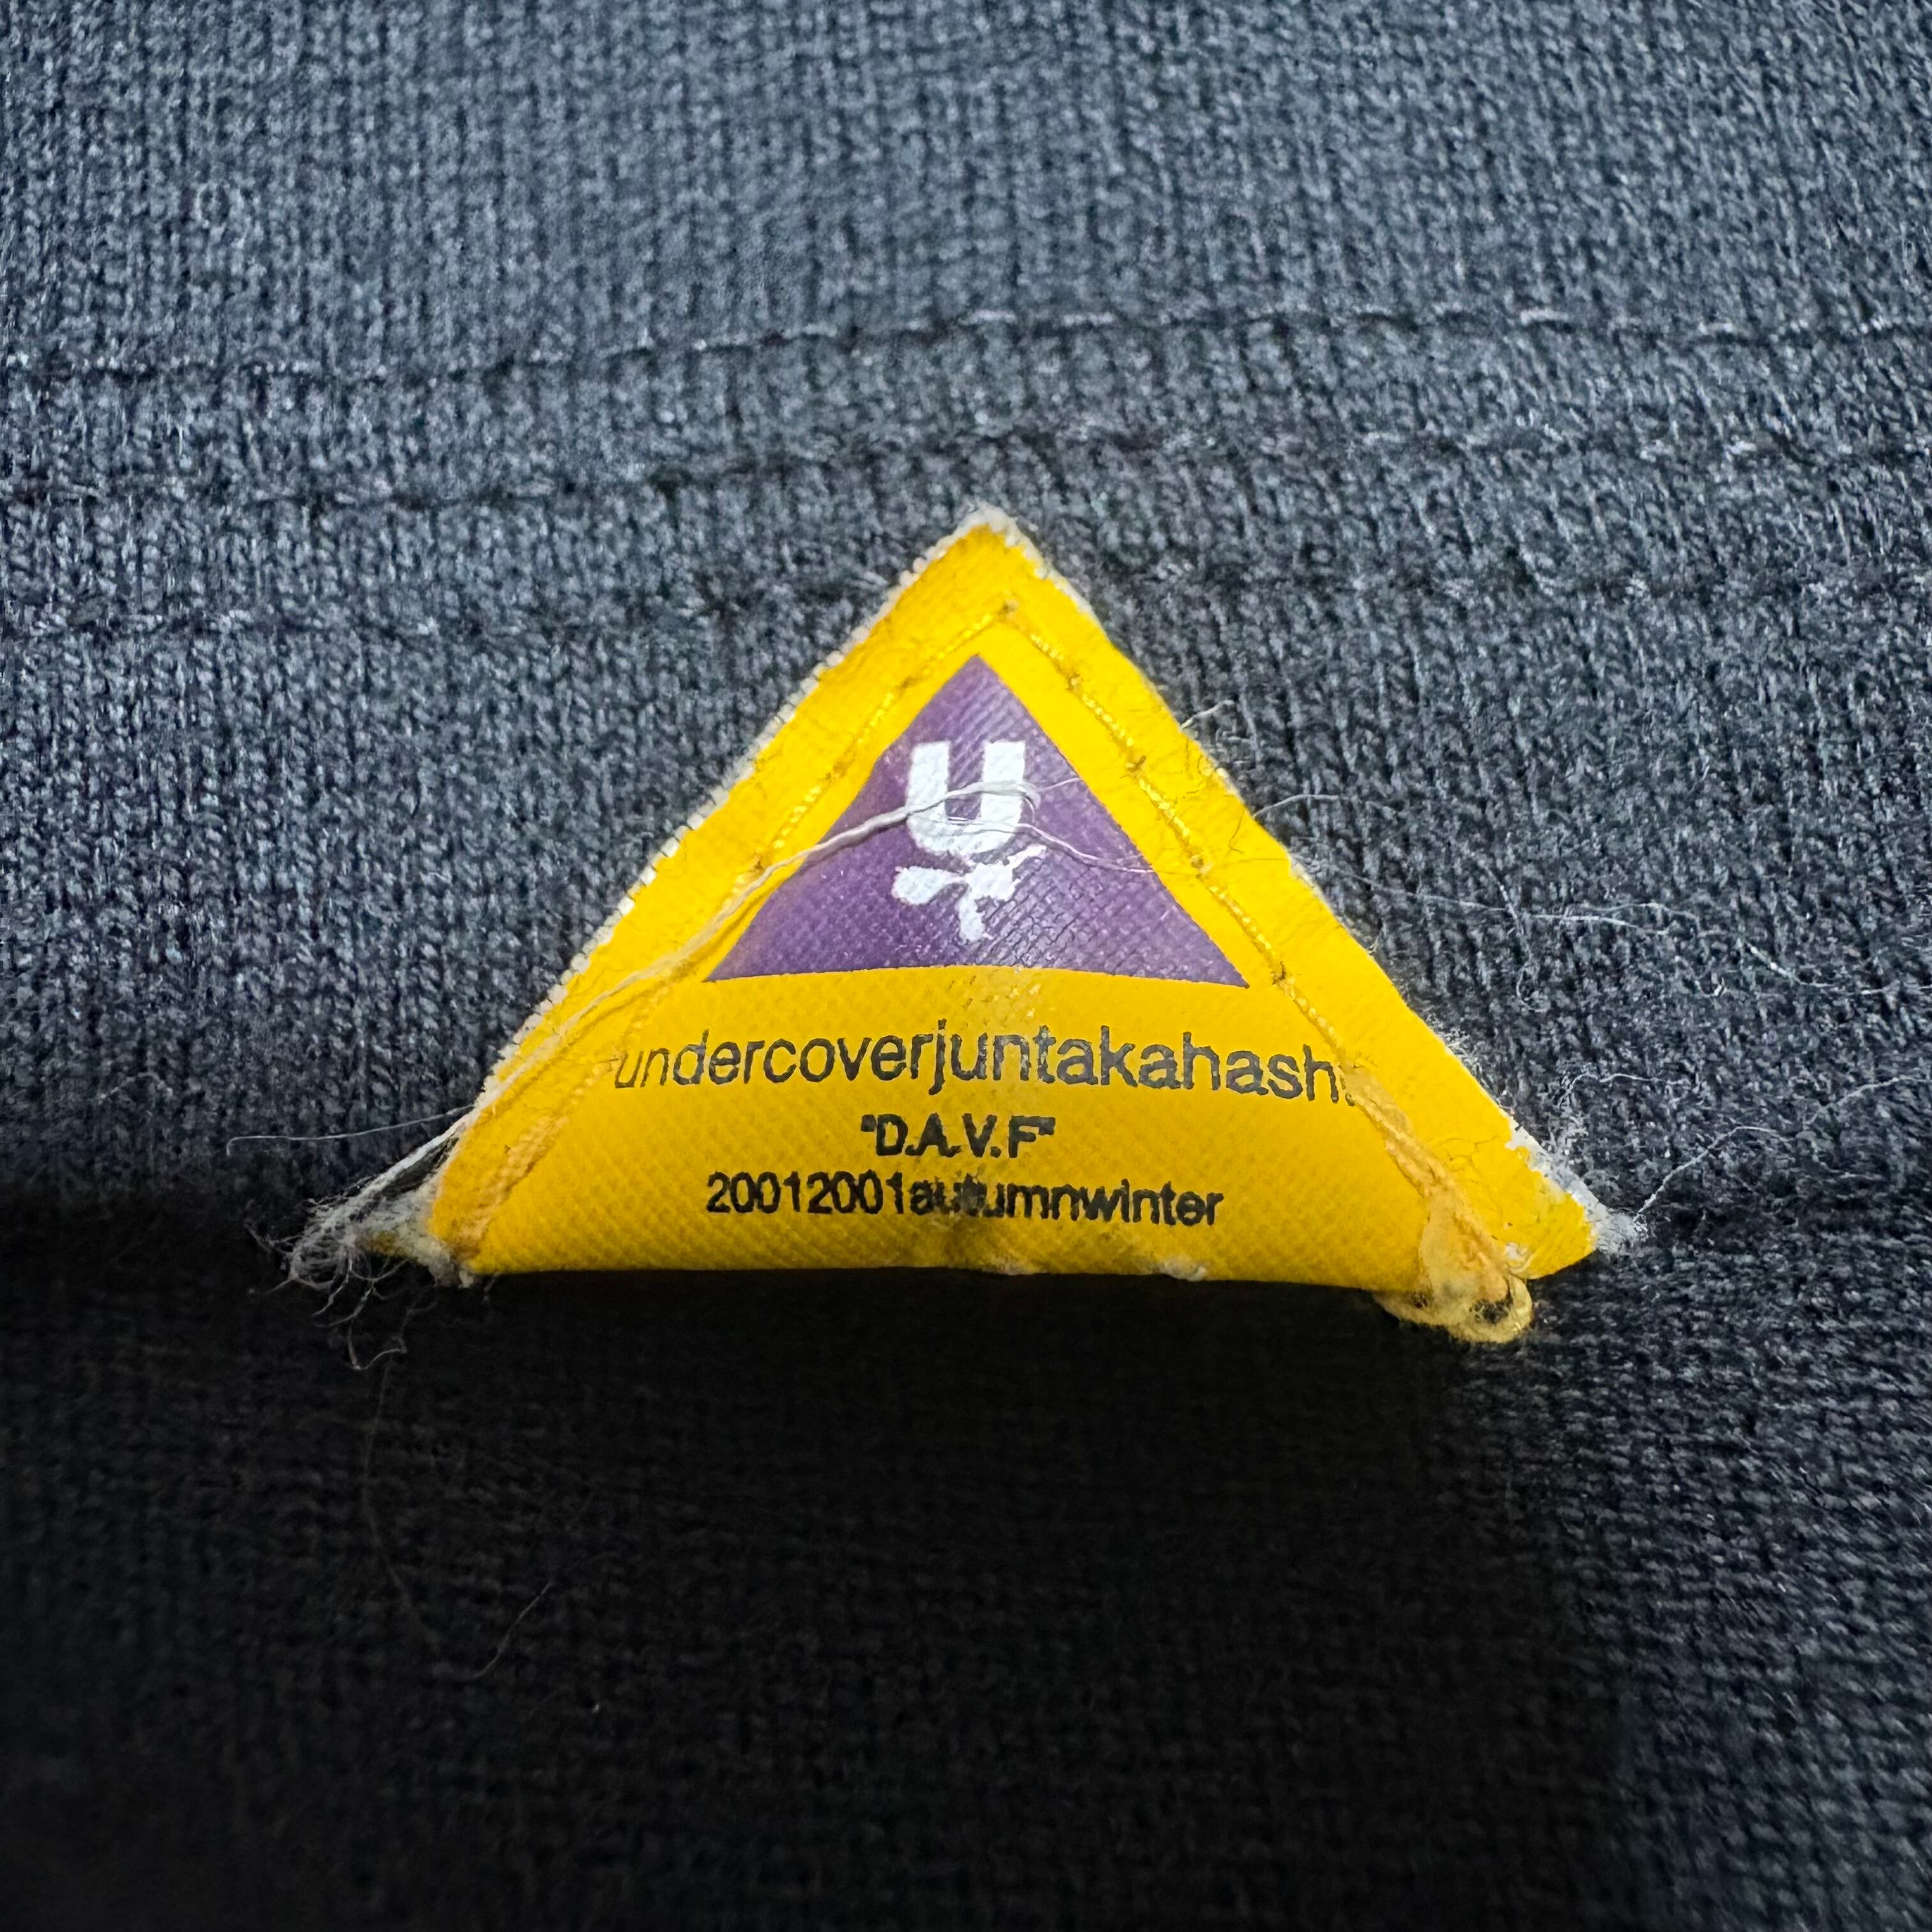 u
undercoverjuntakahashi
"D.A.V.F"
20012001autumnwinter